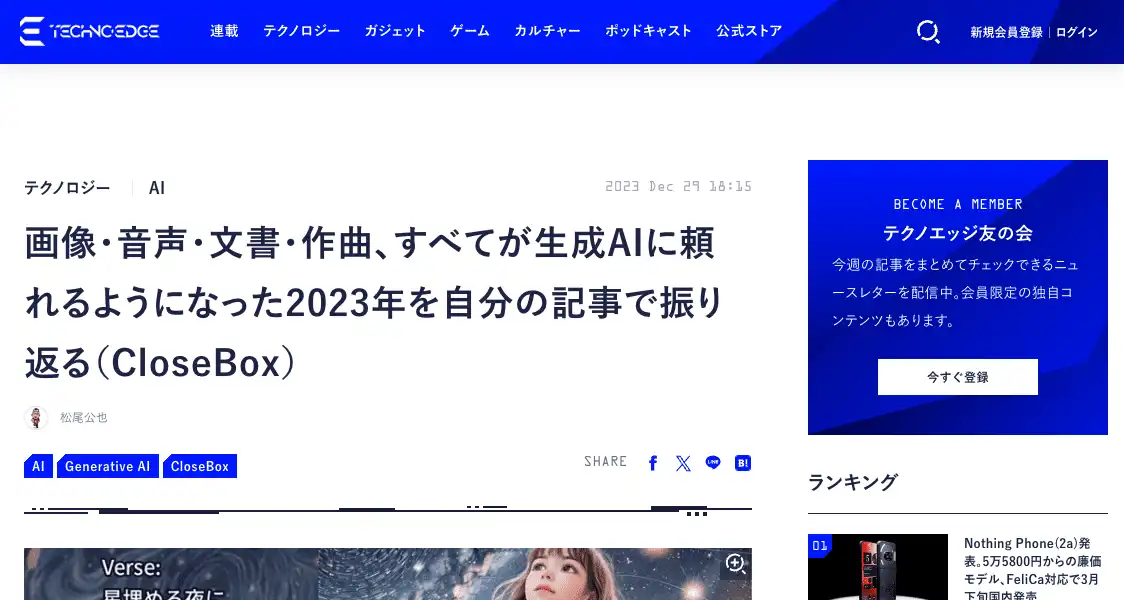 TECHNO-EDGE
連載 テクノロジー ガジェット ゲーム カルチャー ポッドキャスト 公式ストア
新規会員登録 ログイン
テクノロジー AI
2023 Dec 29 18:15
画像・音声・文書・作曲、すべてが生成AIに頼
れるようになった2023年を自分の記事で振り
返る（CloseBox）
松尾公也
AI Generative AI CloseBox
SHARE
LINE
B!
Verse:
星埋める夜に
BECOME A MEMBER
テクノエッジ友の会
今週の記事をまとめてチェックできるニュ
ースレターを配信中。会員限定の独自コ
ンテンツもあります。
今すぐ登録
ランキング
01
Nothing Phone(2a)発
表。5万5800円からの廉価
モデル、FeliCa対応で3月
下旬国内発売